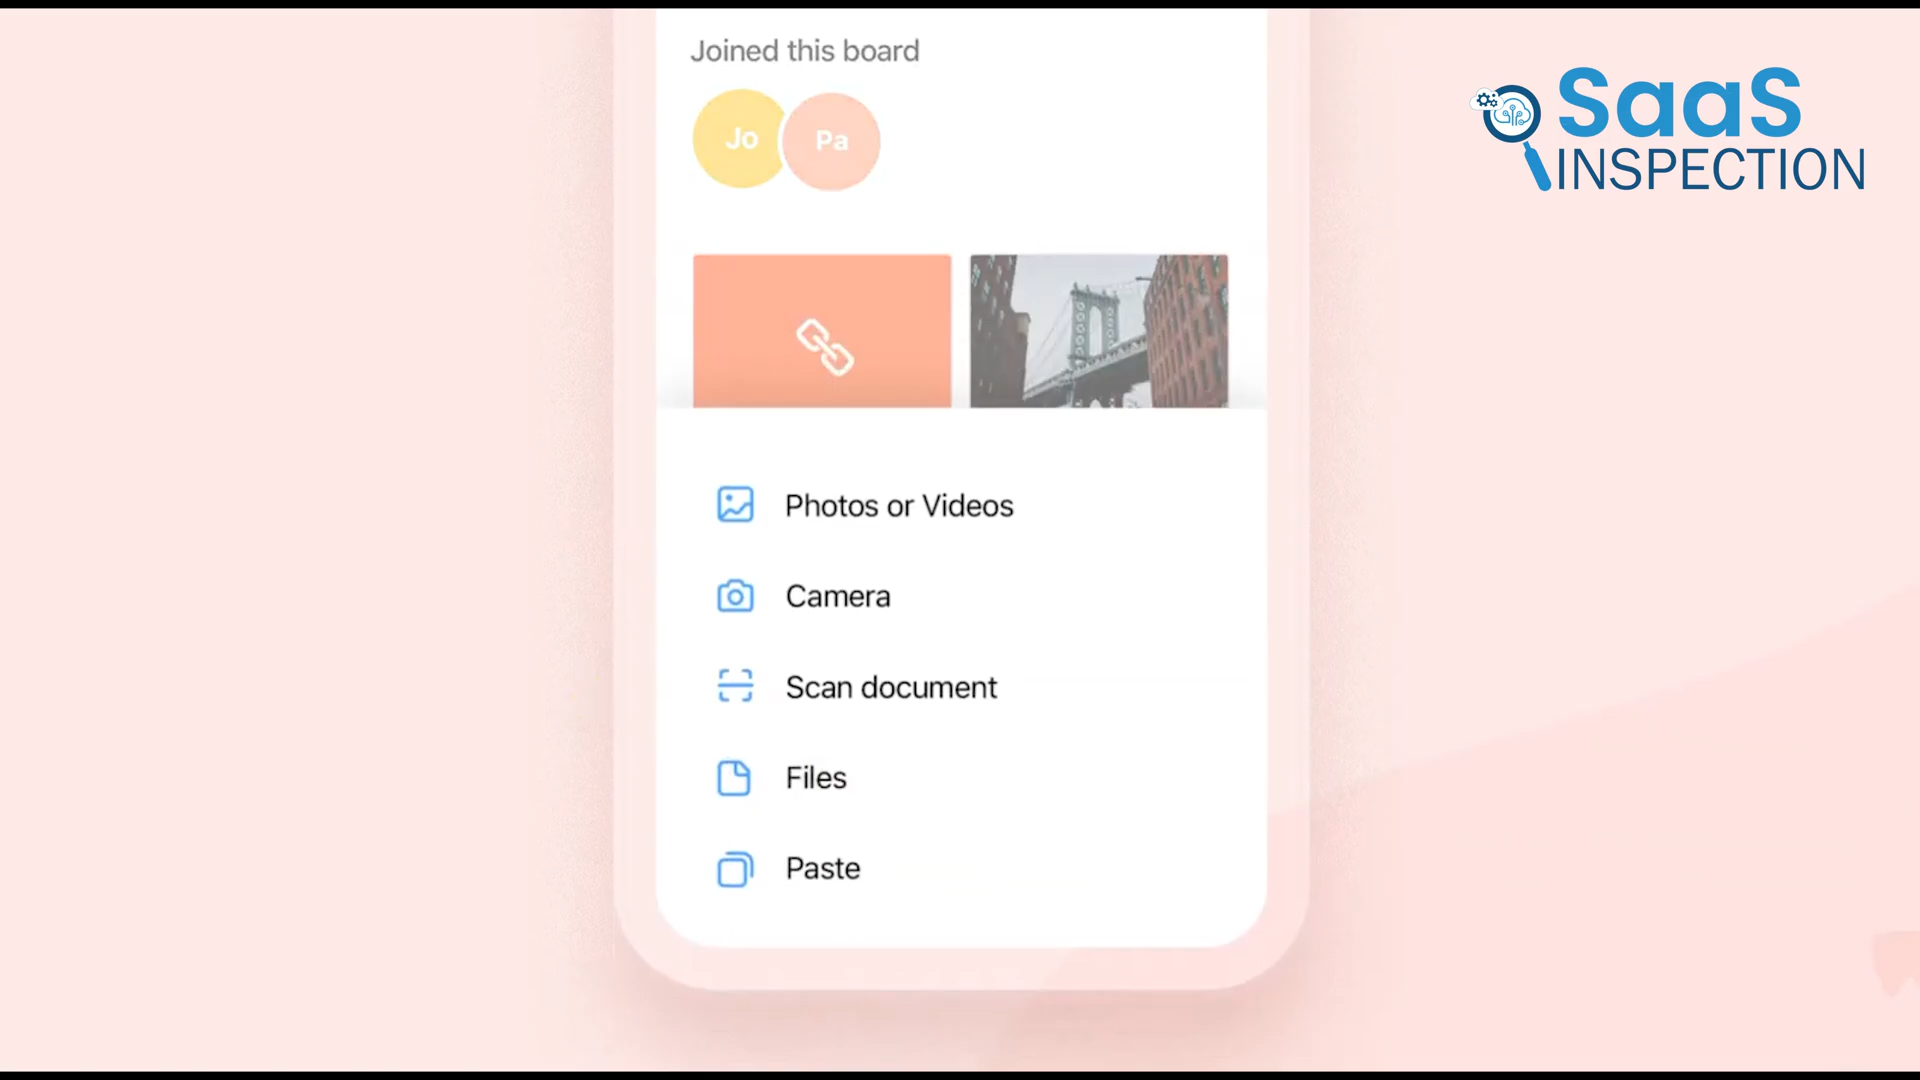 Joined this board
Jo
Pa
SaaS
INSPECTION
Photos or Videos
Camera
Scan document
Files
Paste